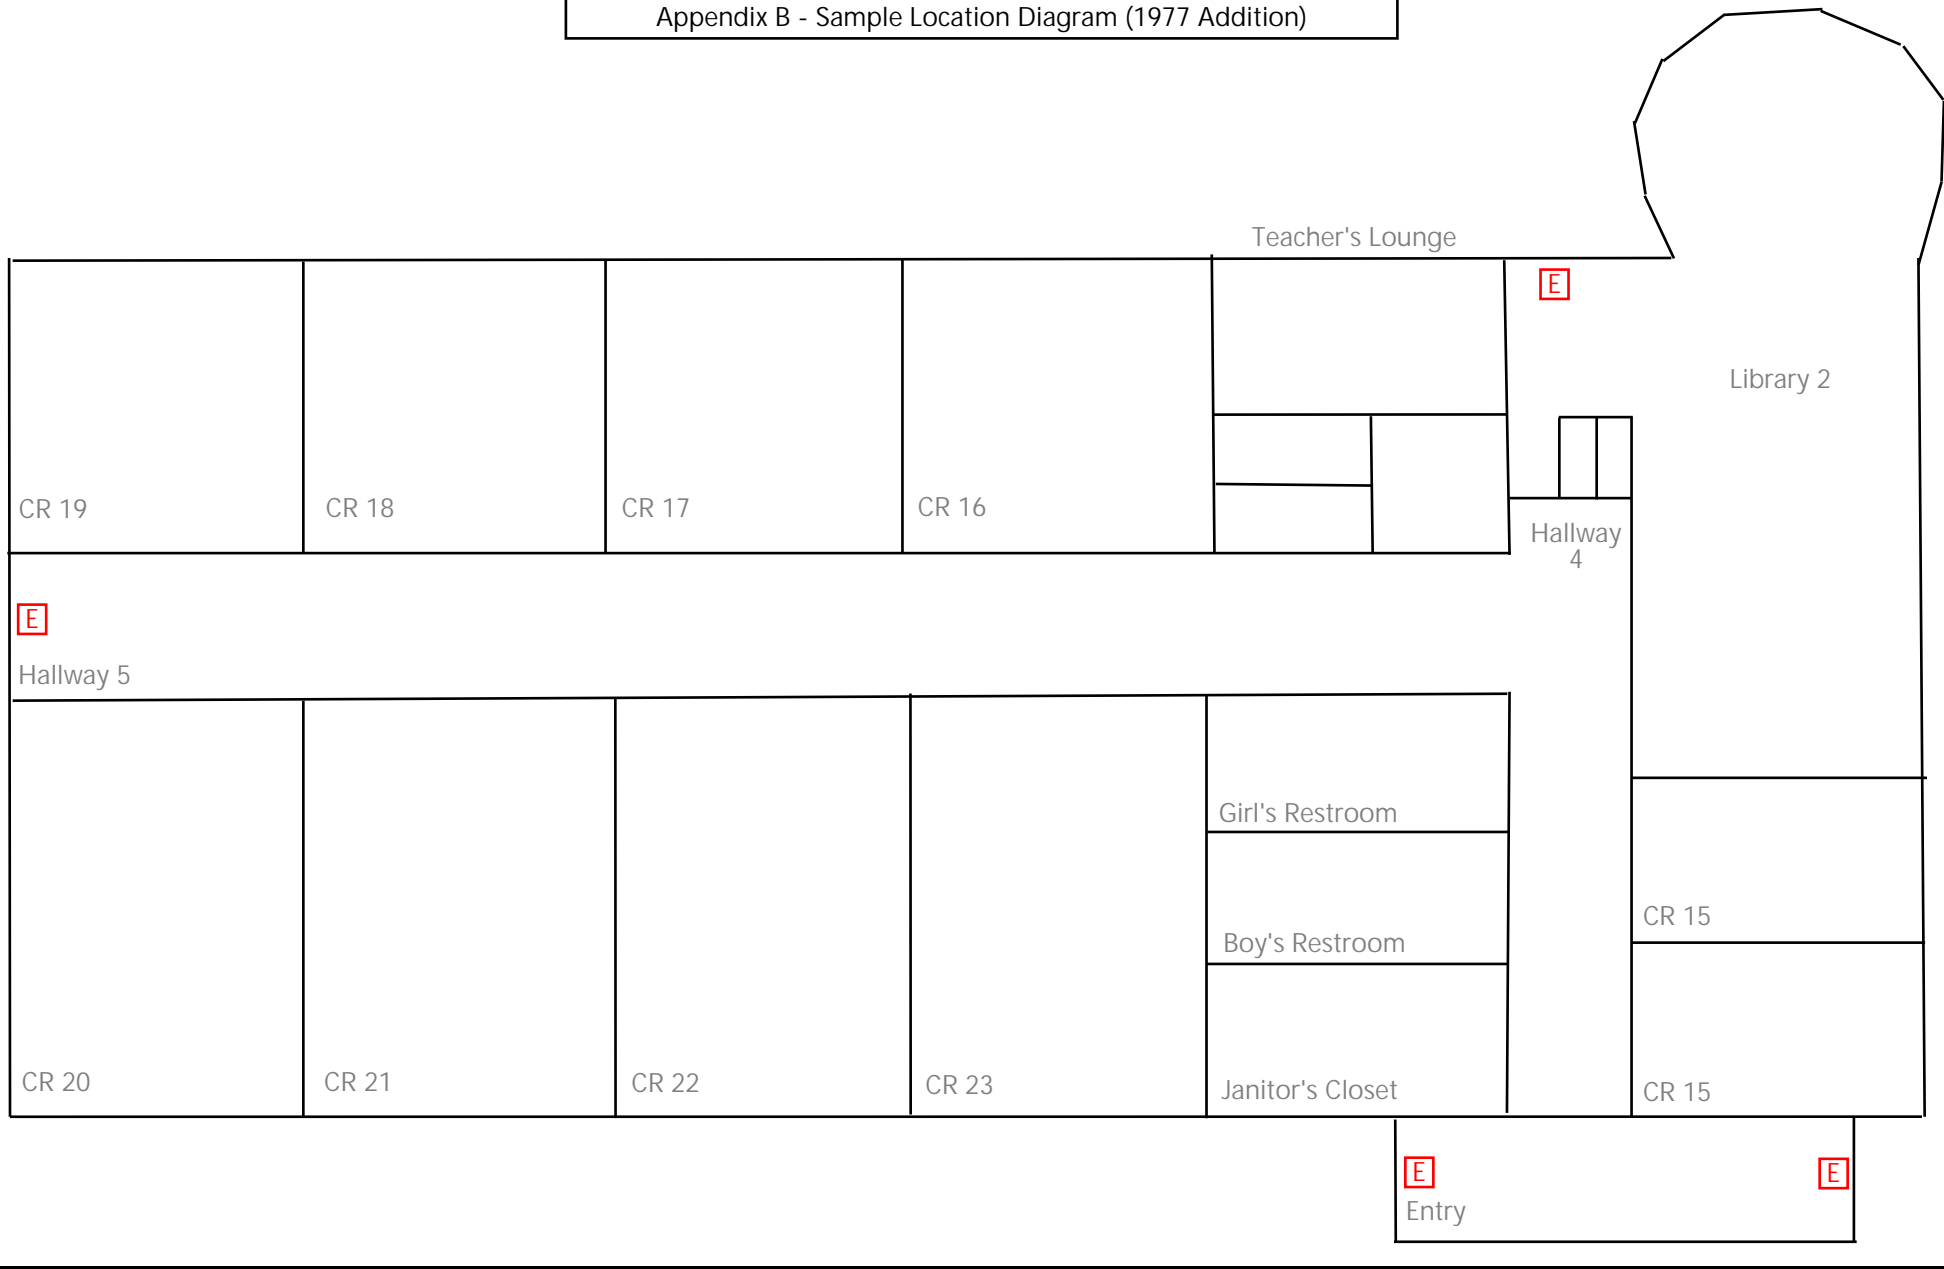 Appendix B - Sample Location Diagram (1977 Addition)
Teacher's Lounge
E
Library 2
CR 19
CR 18
CR 17
CR 16
Hallway
4
E
Hallway 5
Girl's Restroom
CR 15
Boy's Restroom
CR 20
CR 21
CR 22
CR 23
Janitor's Closet
CR 15
E
E
Entry